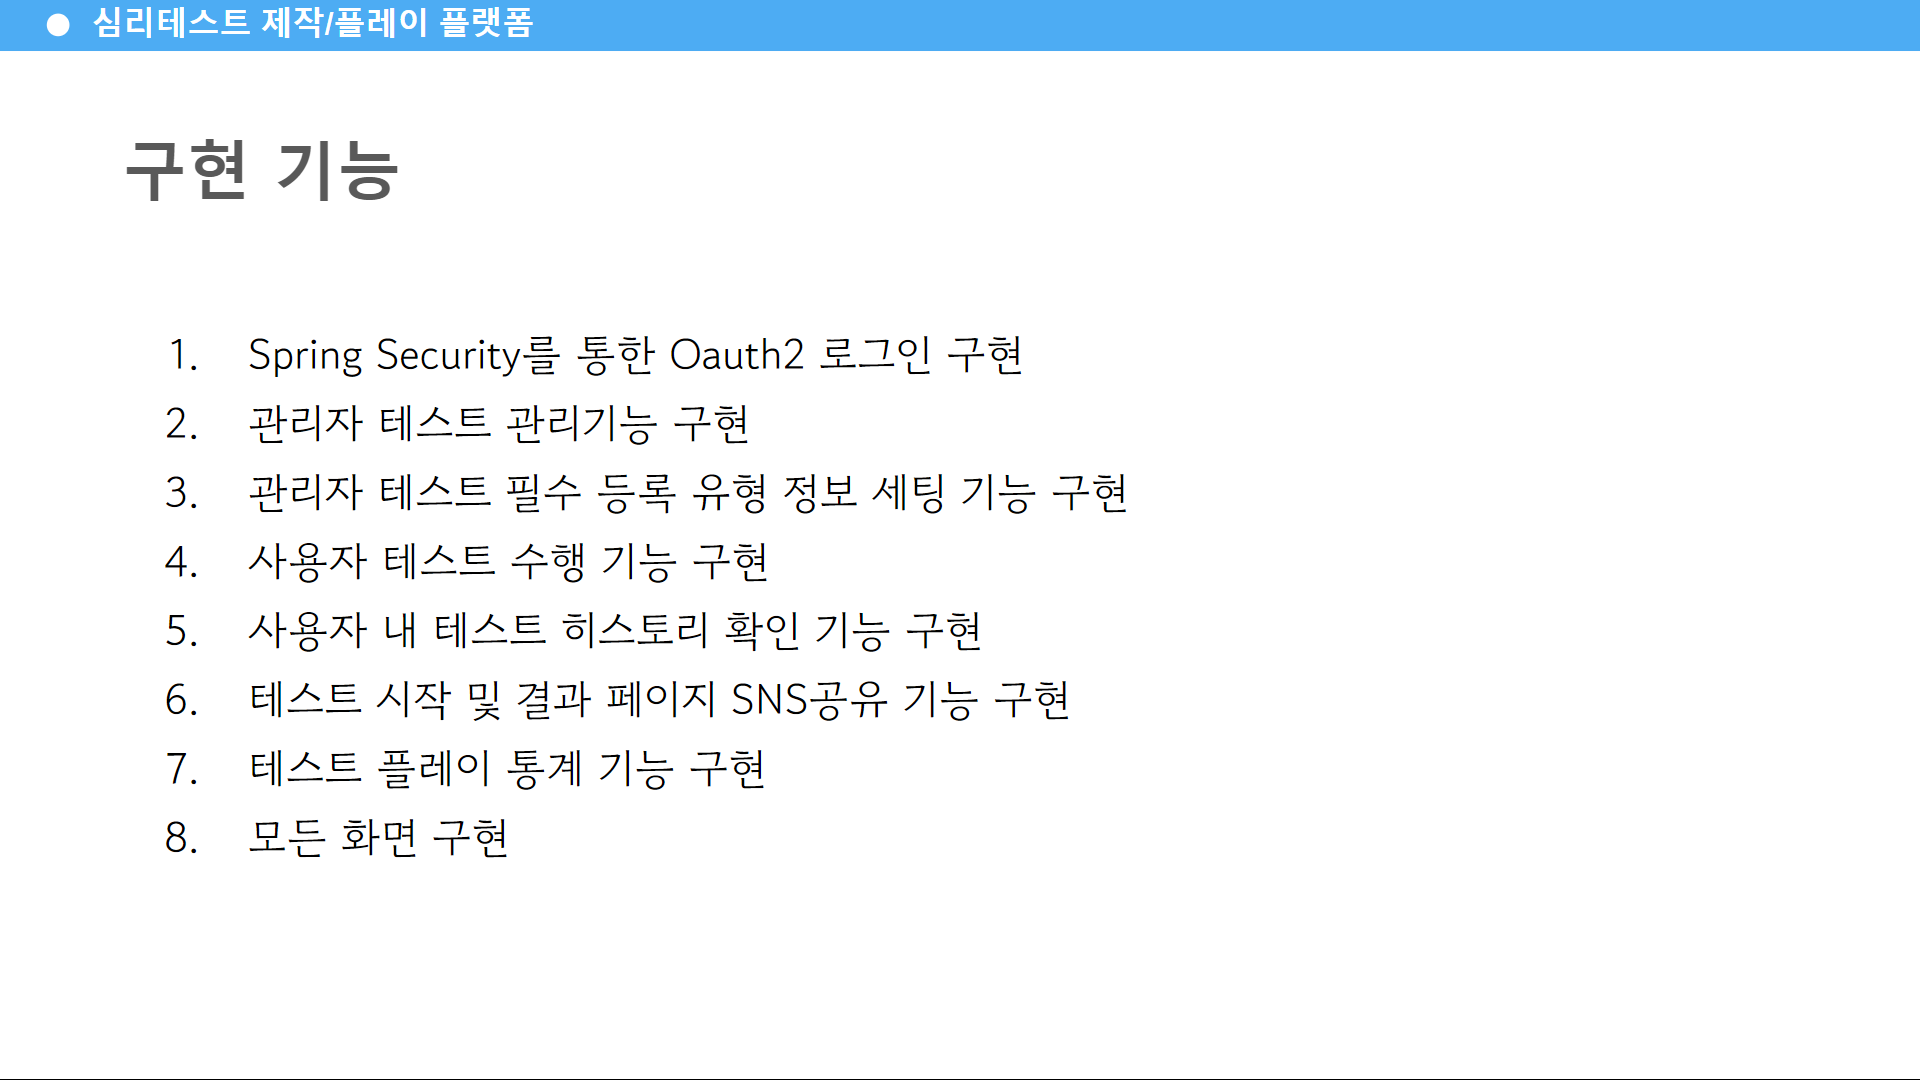 ● 심리테스트 제작/플레이 플랫폼
구현 기능
1. Spring Security를 통한 Oauth2 로그인 구현
2. 관리자 테스트 관리기능 구현
3. 관리자 테스트 필수 등록 유형 정보 세팅 기능 구현
4. 사용자 테스트 수행 기능 구현
5. 사용자 내 테스트 히스토리 확인 기능 구현
6. 테스트 시작 및 결과 페이지 SNS공유 기능 구현
7. 테스트 플레이 통계 기능 구현
8. 모든 화면 구현